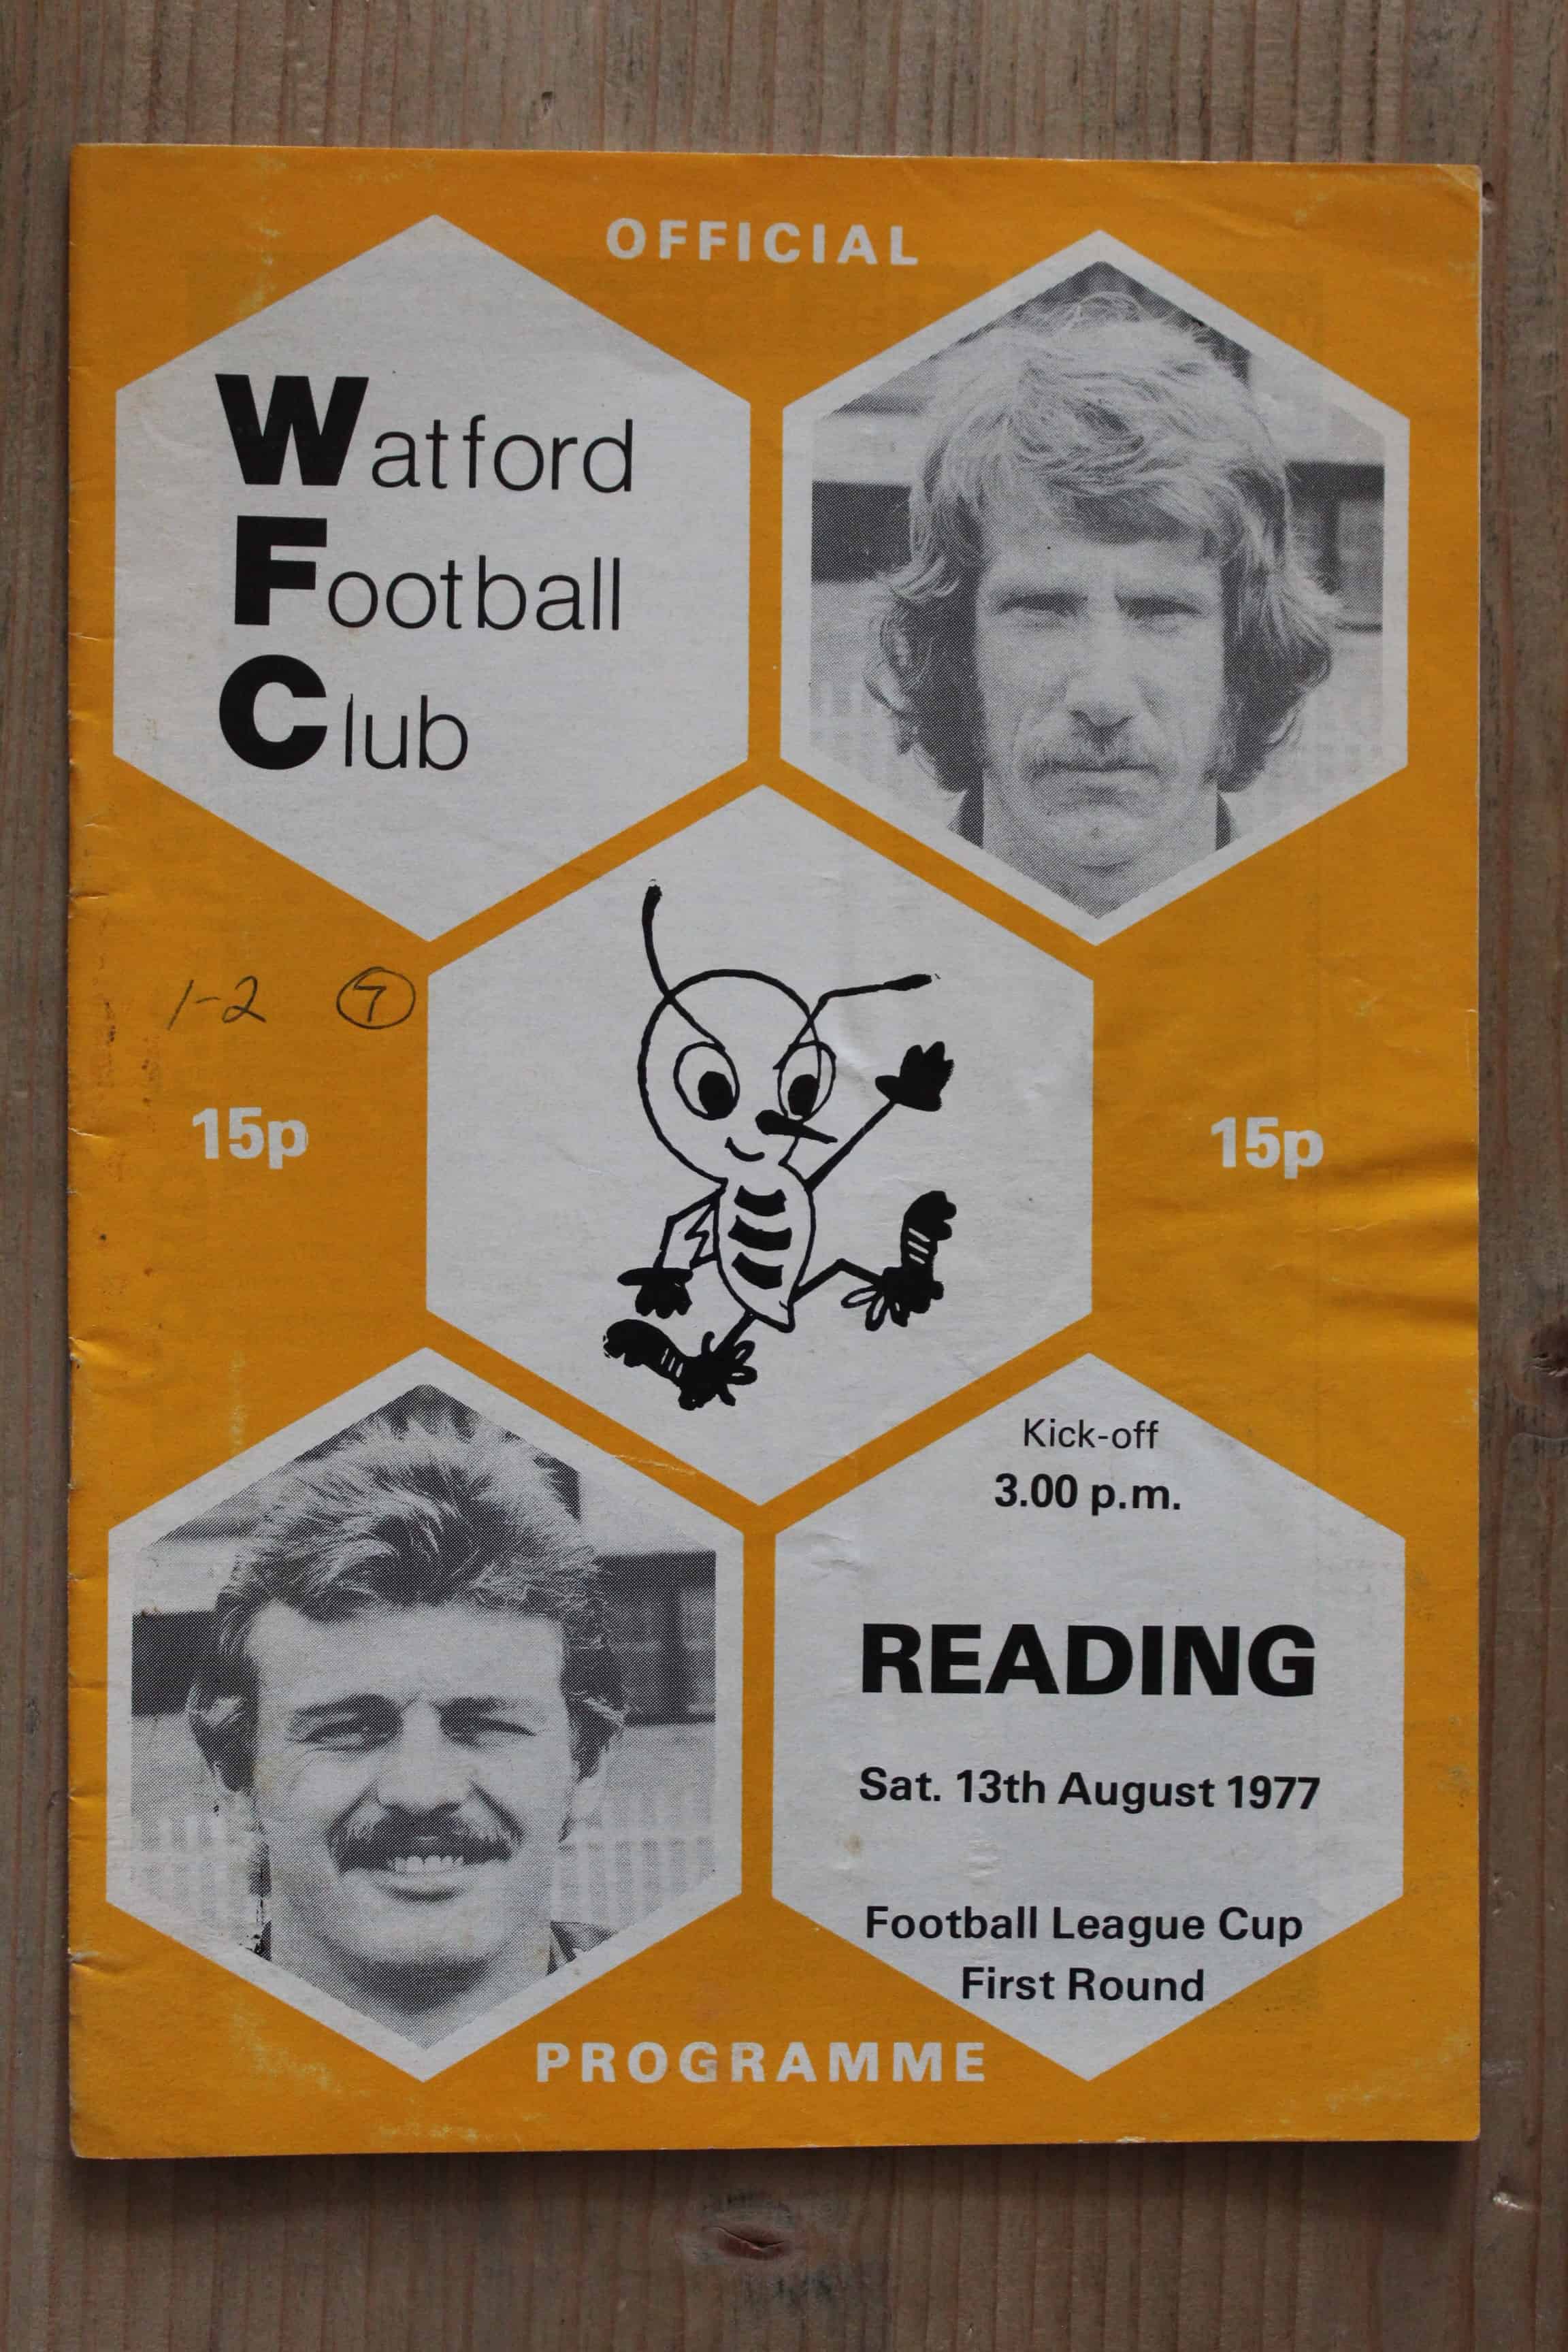 OFFICIAL
Watford
Football
Club
1-2 7
15p
15p
Kick-off
3.00 p.m.
READING
Sat. 13th August 1977
Football League Cup
First Round
PROGRAMME